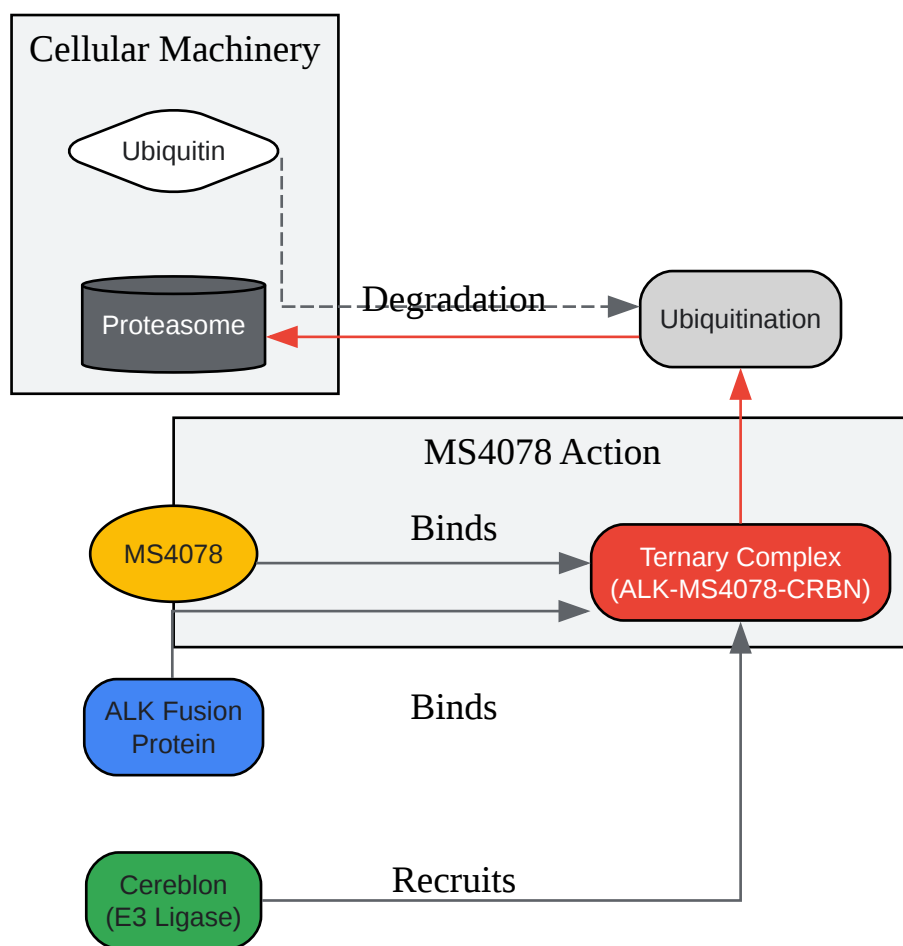 Cellular Machinery
Ubiquitin
Degradation
Proteasome
Ubiquitination
MS4078 Action
Binds
MS4078
Ternary Complex
(ALK-MS4078-CRBN)
ALK Fusion
Protein
Binds
Cereblon
(E3 Ligase)
Recruits